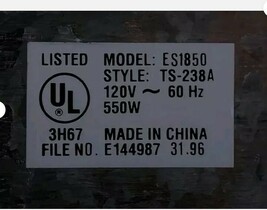 LISTED MODEL: ES1850
STYLE: TS-238A
UL 120V ~ 60 Hz
550W
3H67 MADE IN CHINA
FILE NO. E144987 31.96